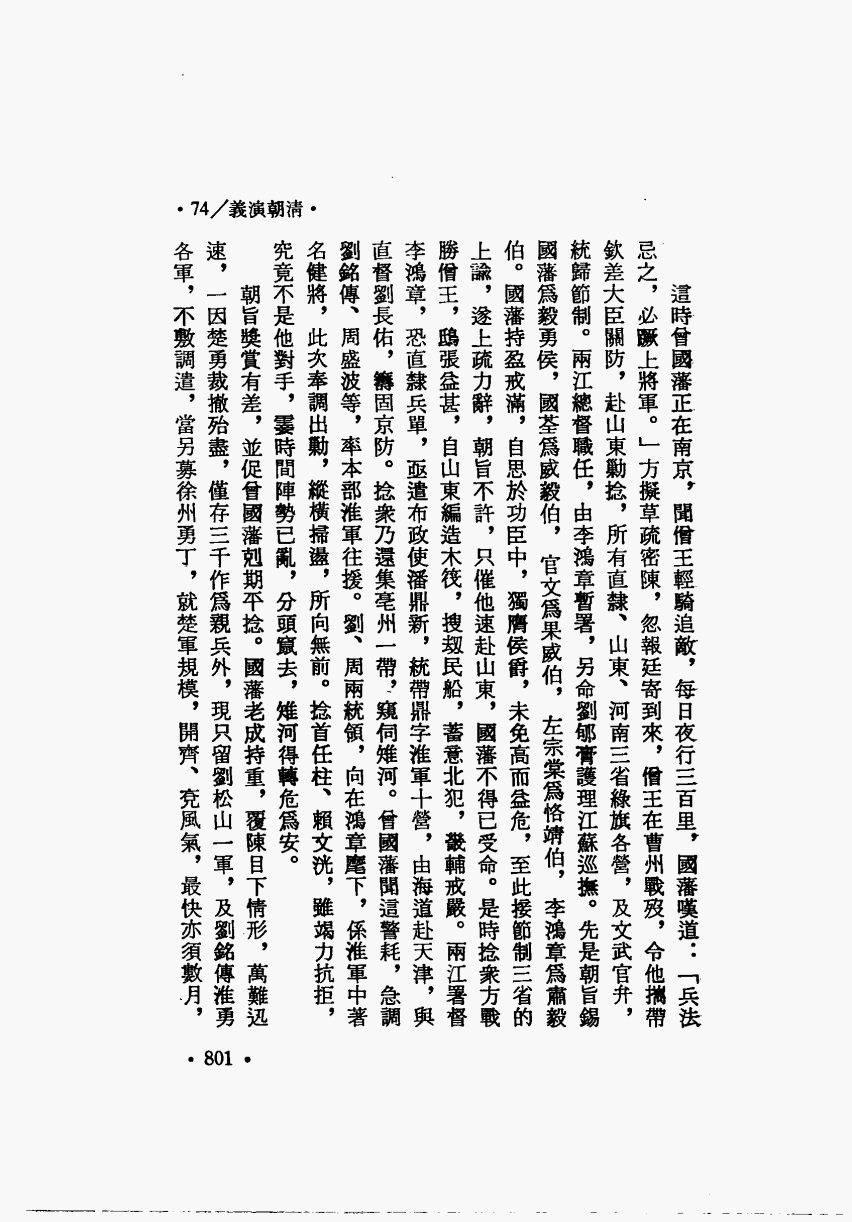 •74/義演朝清•
這時曾國藩正在南京，聞僧王輕騎追敵，每日夜行三百里，國藩嘆道：「兵法
忌之，必蹶上將軍。」方擬草疏密陳，忽報廷寄到來，僧王在曹州戰歿，令他攜帶
欽差大臣關防，赴山東勦捻，所有直隸、山東、河南三省綠旗各營，及文武官弁，
統歸節制。兩江總督職任，由李鴻章暫署，另命劉郇膏護理江蘇巡撫。先是朝旨錫
國藩爲毅勇侯，國荃爲威毅伯，官文爲果威伯，左宗棠爲恪靖伯，李鴻章爲肅毅
伯。國藩持盈戒滿，自思於功臣中，獨膺侯爵，未免高而益危，至此接節制三省的
上諭，遂上疏力辭，朝旨不許，只催他速赴山東，國藩不得已受命。是時捻衆方戰
勝僧王，鴟張益甚，自山東編造木筏，搜刼民船，蓄意北犯，畿輔戒嚴。兩江署督
李鴻章，恐直隸兵單，亟遣布政使潘鼎新，統帶鼎字淮軍十營，由海道赴天津，與
直督劉長佑，籌固京防。捻衆乃還集亳州一帶，窺伺雉河。曾國藩聞這警耗，急調
劉銘傳、周盛波等，率本部淮軍往援。劉、周兩統領，向在鴻章麾下，係淮軍中著
名健將，此次奉調出勦，縱橫掃盪，所向無前。捻首任柱、賴文洸，雖竭力抗拒，
究竟不是他對手，霎時間陣勢已亂，分頭竄去，雉河得轉危爲安。
朝旨獎賞有差，並促曾國藩剋期平捻。國藩老成持重，覆陳目下情形，萬難迅
速，一因楚勇裁撤殆盡，僅存三千作爲親兵外，現只留劉松山一軍，及劉銘傳淮勇
各軍，不敷調遣，當另募徐州勇丁，就楚軍規模，開齊、兗風氣，最快亦須數月，
•801•